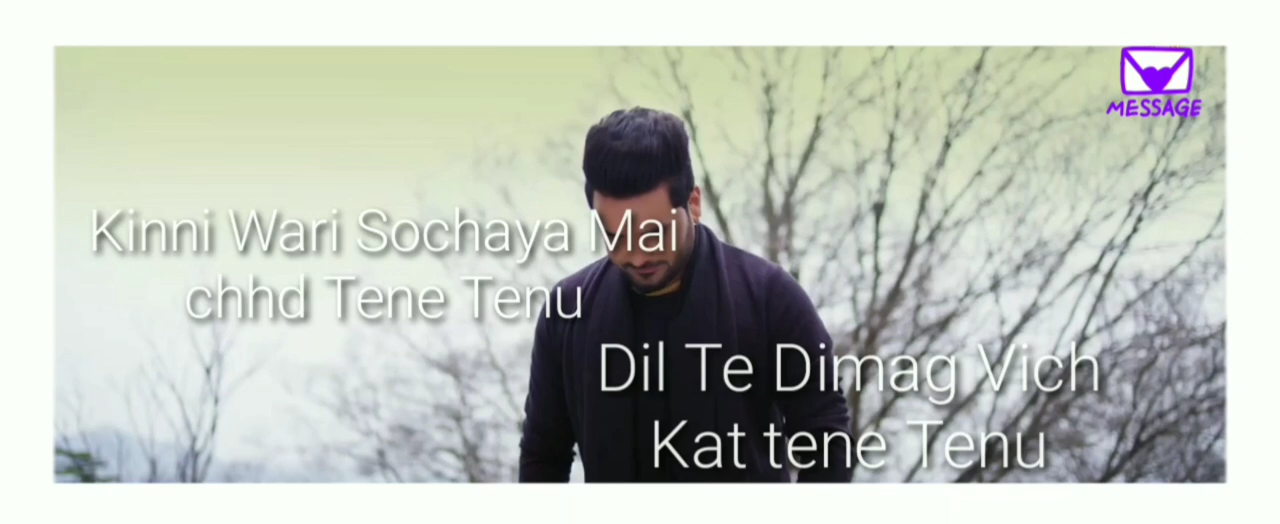 MESSAGE
Kinni Wari Sochaya Mai
chhd Tene Tenu
Dil Te Dimag Vich
Kat tene Tenu